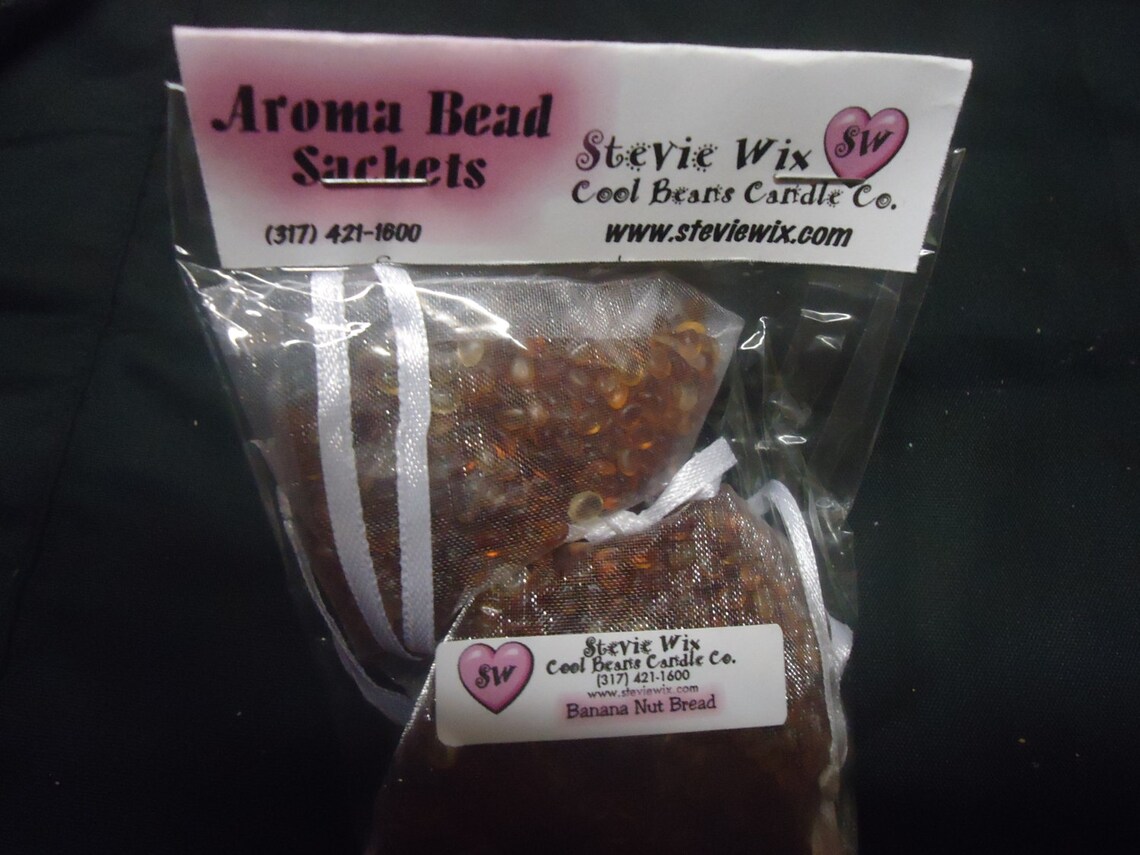 Aroma Bead
Sachets
(317) 421-1600
Stevie Wix
SW
Cool Beans Candle Co.
www.steviewix.com
SW
Stevie Wix
Cool Beans Candle Co.
(317) 421-1600
www.steviewix.com
Banana Nut Bread